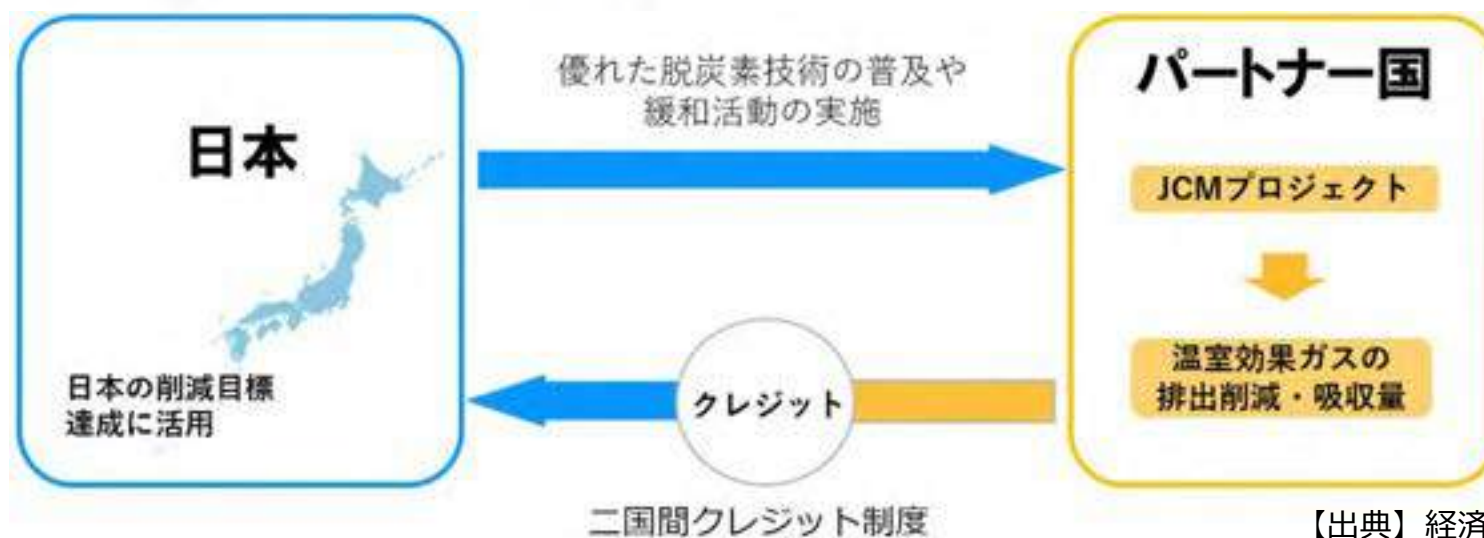 日本
日本の削減目標
達成に活用
優れた脱炭素技術の普及や
緩和活動の実施
クレジット
二国間クレジット制度
パートナー国
JCMプロジェクト
温室効果ガスの
排出削減・吸収量
【出典】経済